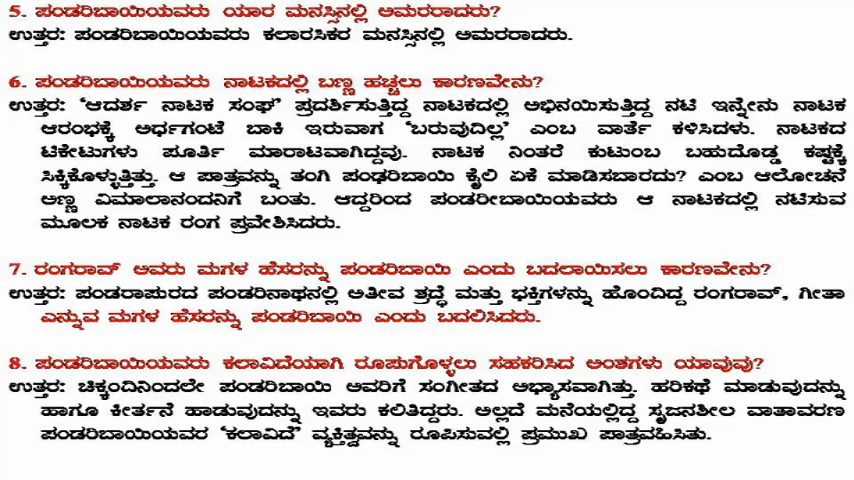 5. ಪಂಡರಿಬಾಯಿಯವರು ಯಾರ ಮನಸ್ಸಿನಲ್ಲಿ ಅಮರರಾದರು?
ಉತ್ತರ: ಪಂಡರಿಬಾಯಿಯವರು ಕಲಾರಸಿಕರ ಮನಸ್ಸಿನಲ್ಲಿ ಅಮರರಾದರು.
6. ಪಂಡರಿಬಾಯಿಯವರು ನಾಟಕದಲ್ಲಿ ಬಣ್ಣ ಹಚ್ಚಲು ಕಾರಣವೇನು?
ಉತ್ತರ: ‘ಆದರ್ಶ ನಾಟಕ ಸಂಘ’ ಪ್ರದರ್ಶಿಸುತ್ತಿದ್ದ ನಾಟಕದಲ್ಲಿ ಅಭಿನಯಿಸುತ್ತಿದ್ದ ನಟಿ ಇನ್ನೇನು ನಾಟಕ
ಆರಂಭಕ್ಕೆ ಅರ್ಧಗಂಟೆ ಬಾಕಿ ಇರುವಾಗ ‘ಬರುವುದಿಲ್ಲ’ ಎಂಬ ವಾರ್ತೆ ಕಳಿಸಿದಳು. ನಾಟಕದ
ಟಿಕೇಟುಗಳು ಪೂರ್ತಿ ಮಾರಾಟವಾಗಿದ್ದವು. ನಾಟಕ ನಿಂತರೆ ಕುಟುಂಬ ಬಹುದೊಡ್ಡ ಕಷ್ಟಕ್ಕೆ
ಸಿಕ್ಕಿಕೊಳ್ಳುತ್ತಿತ್ತು. ಆ ಪಾತ್ರವನ್ನು ತಂಗಿ ಪಂಢರಿಬಾಯಿ ಕೈಲಿ ಏಕೆ ಮಾಡಿಸಬಾರದು? ಎಂಬ ಆಲೋಚನೆ
ಅಣ್ಣ ವಿಮಾಲಾನಂದನಿಗೆ ಬಂತು. ಆದ್ದರಿಂದ ಪಂಡರೀಬಾಯಿಯವರು ಆ ನಾಟಕದಲ್ಲಿ ನಟಿಸುವ
ಮೂಲಕ ನಾಟಕ ರಂಗ ಪ್ರವೇಶಿಸಿದರು.
7. ರಂಗರಾವ್ ಅವರು ಮಗಳ ಹೆಸರನ್ನು ಪಂಡರಿಬಾಯಿ ಎಂದು ಬದಲಾಯಿಸಲು ಕಾರಣವೇನು?
ಉತ್ತರ: ಪಂಡರಾಪುರದ ಪಂಡರಿನಾಥನಲ್ಲಿ ಅತೀವ ಶ್ರದ್ಧೆ ಮತ್ತು ಭಕ್ತಿಗಳನ್ನು ಹೊಂದಿದ್ದ ರಂಗರಾವ್, ಗೀತಾ
ಎನ್ನುವ ಮಗಳ ಹೆಸರನ್ನು ಪಂಡರಿಬಾಯಿ ಎಂದು ಬದಲಿಸಿದರು.
8. ಪಂಡರಿಬಾಯಿಯವರು ಕಲಾವಿದೆಯಾಗಿ ರೂಪುಗೊಳ್ಳಲು ಸಹಕರಿಸಿದ ಅಂಶಗಳು ಯಾವುವು?
ಉತ್ತರ: ಚಿಕ್ಕಂದಿನಿಂದಲೇ ಪಂಡರಿಬಾಯಿ ಅವರಿಗೆ ಸಂಗೀತದ ಅಭ್ಯಾಸವಾಗಿತ್ತು. ಹರಿಕಥೆ ಮಾಡುವುದನ್ನು
ಹಾಗೂ ಕೀರ್ತನೆ ಹಾಡುವುದನ್ನು ಇವರು ಕಲಿತಿದ್ದರು. ಅಲ್ಲದೆ ಮನೆಯಲ್ಲಿದ್ದ ಸೃಜನಶೀಲ ವಾತಾವರಣ
ಪಂಡರಿಬಾಯಿಯವರ ‘ಕಲಾವಿದೆ’ ವ್ಯಕ್ತಿತ್ವವನ್ನು ರೂಪಿಸುವಲ್ಲಿ ಪ್ರಮುಖ ಪಾತ್ರವಹಿಸಿತು.